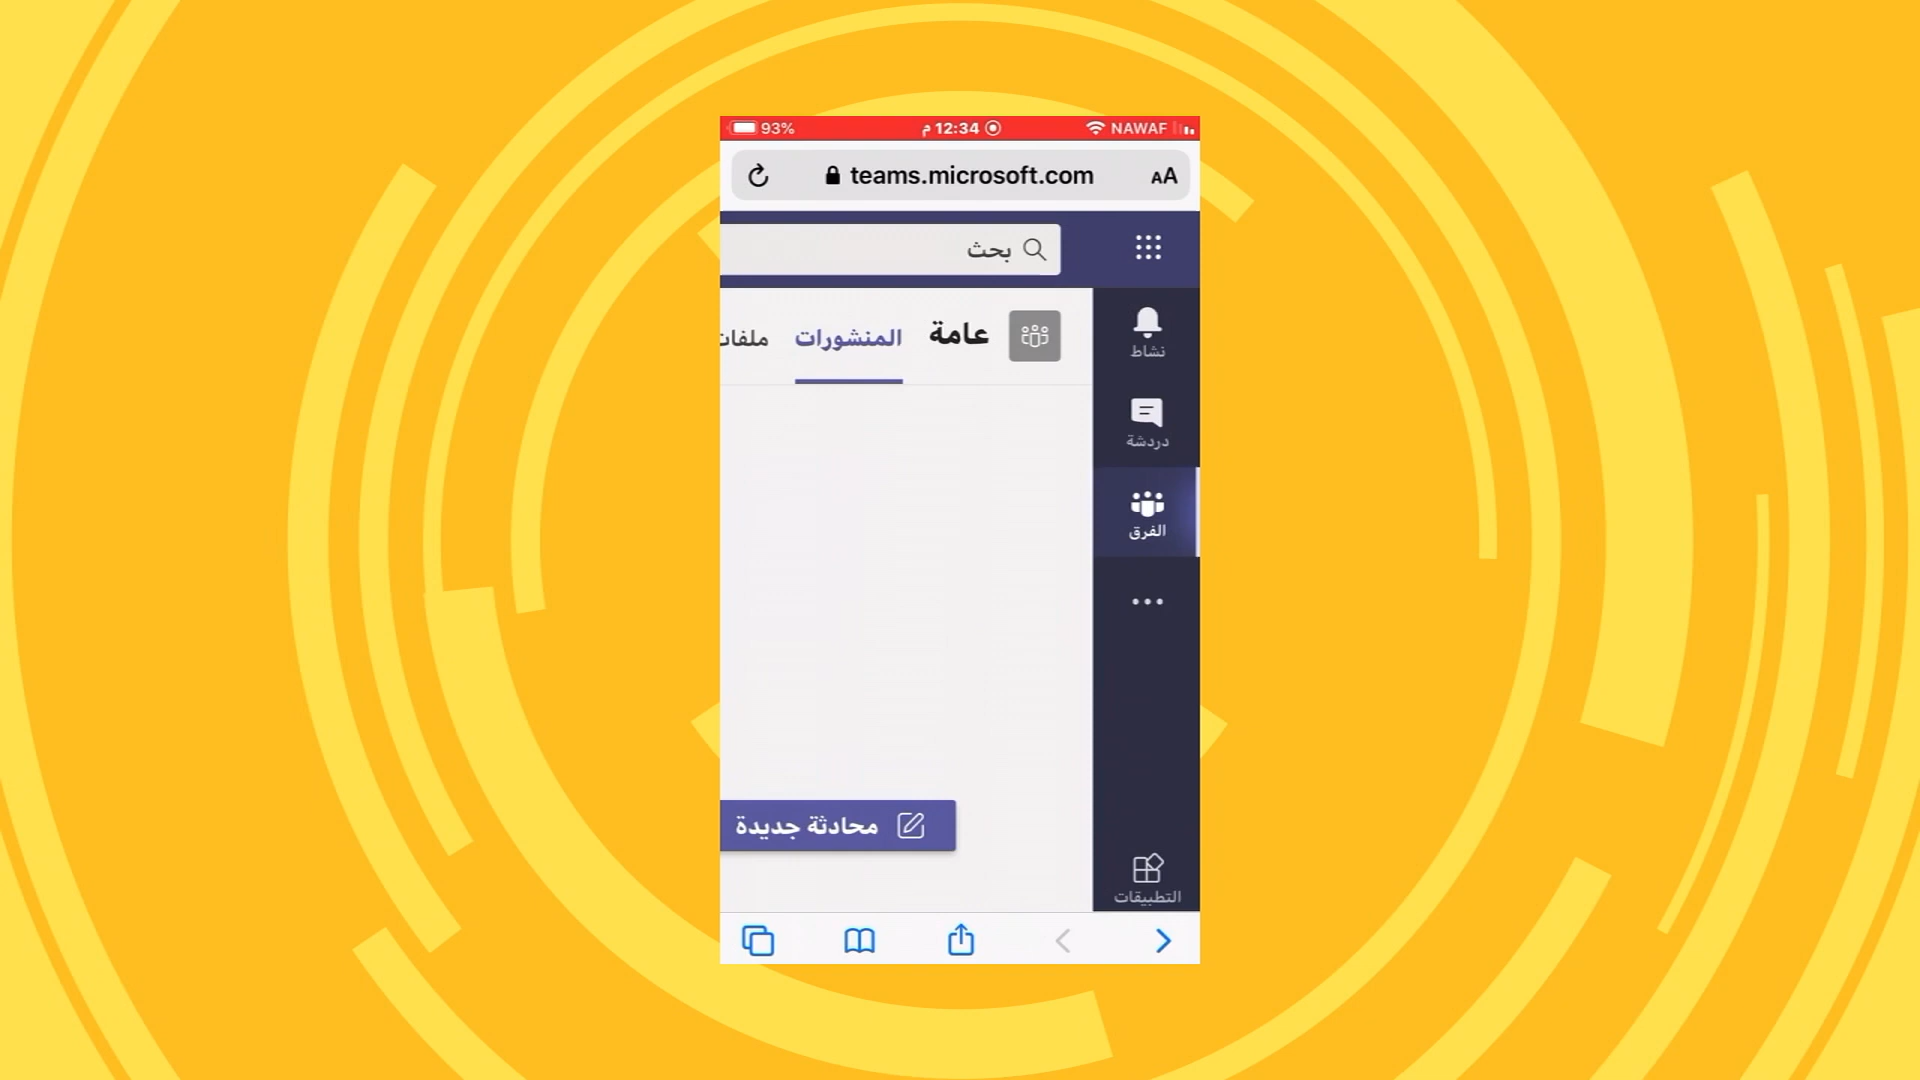 93%
12:34 م
NAWAF
teams.microsoft.com
AA
بحث
عامة
المنشورات
ملفات
نشاط
دردشة
الفرق
محادثة جديدة
التطبيقات